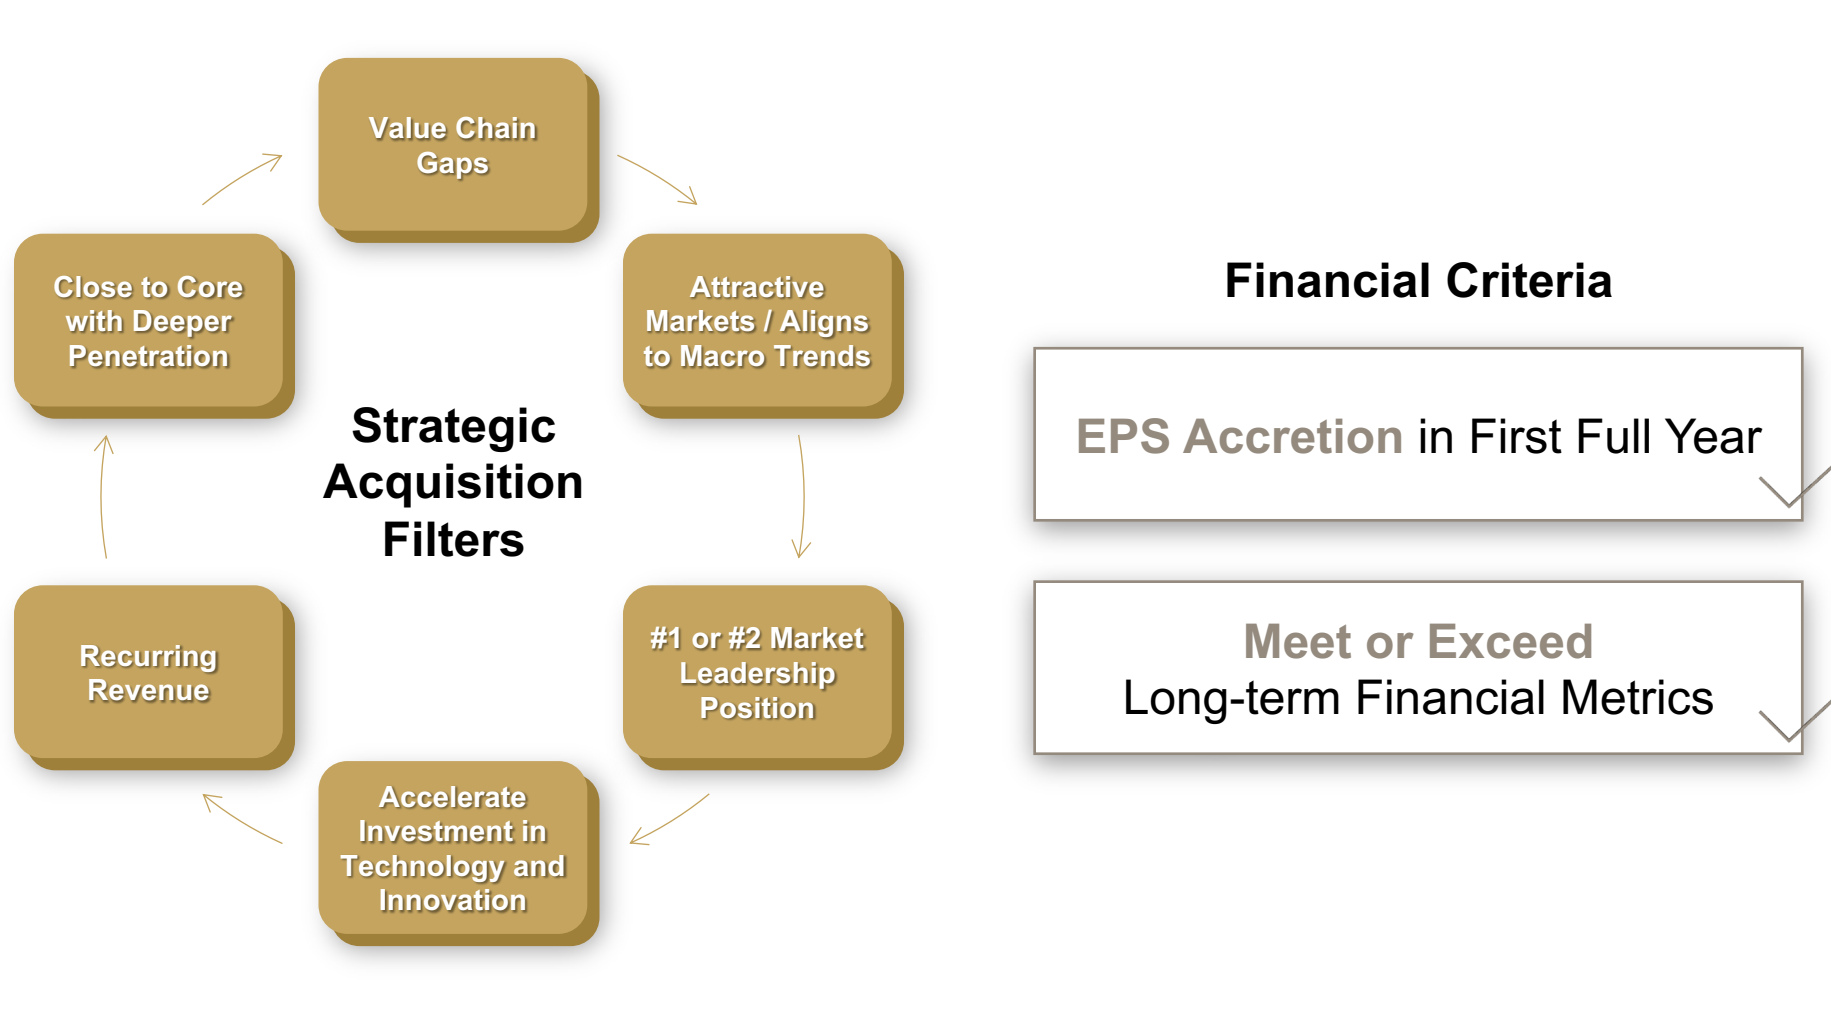 Value Chain
Gaps
Attractive
Markets / Aligns
to Macro Trends
#1 or #2 Market
Leadership
Position
Accelerate
Investment in
Technology and
Innovation
Recurring
Revenue
Close to Core
with Deeper
Penetration
Strategic
Acquisition
Filters
Financial Criteria
EPS Accretion in First Full Year
Meet or Exceed
Long-term Financial Metrics